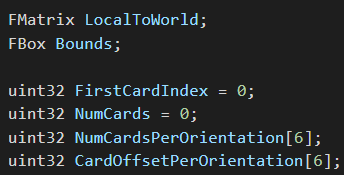 FMatrix LocalToWorld;
FBox Bounds;
uint32 FirstCardIndex = 0;
uint32 NumCards = 0;
uint32 NumCardsPerOrientation[6];
uint32 CardOffsetPerOrientation[6];